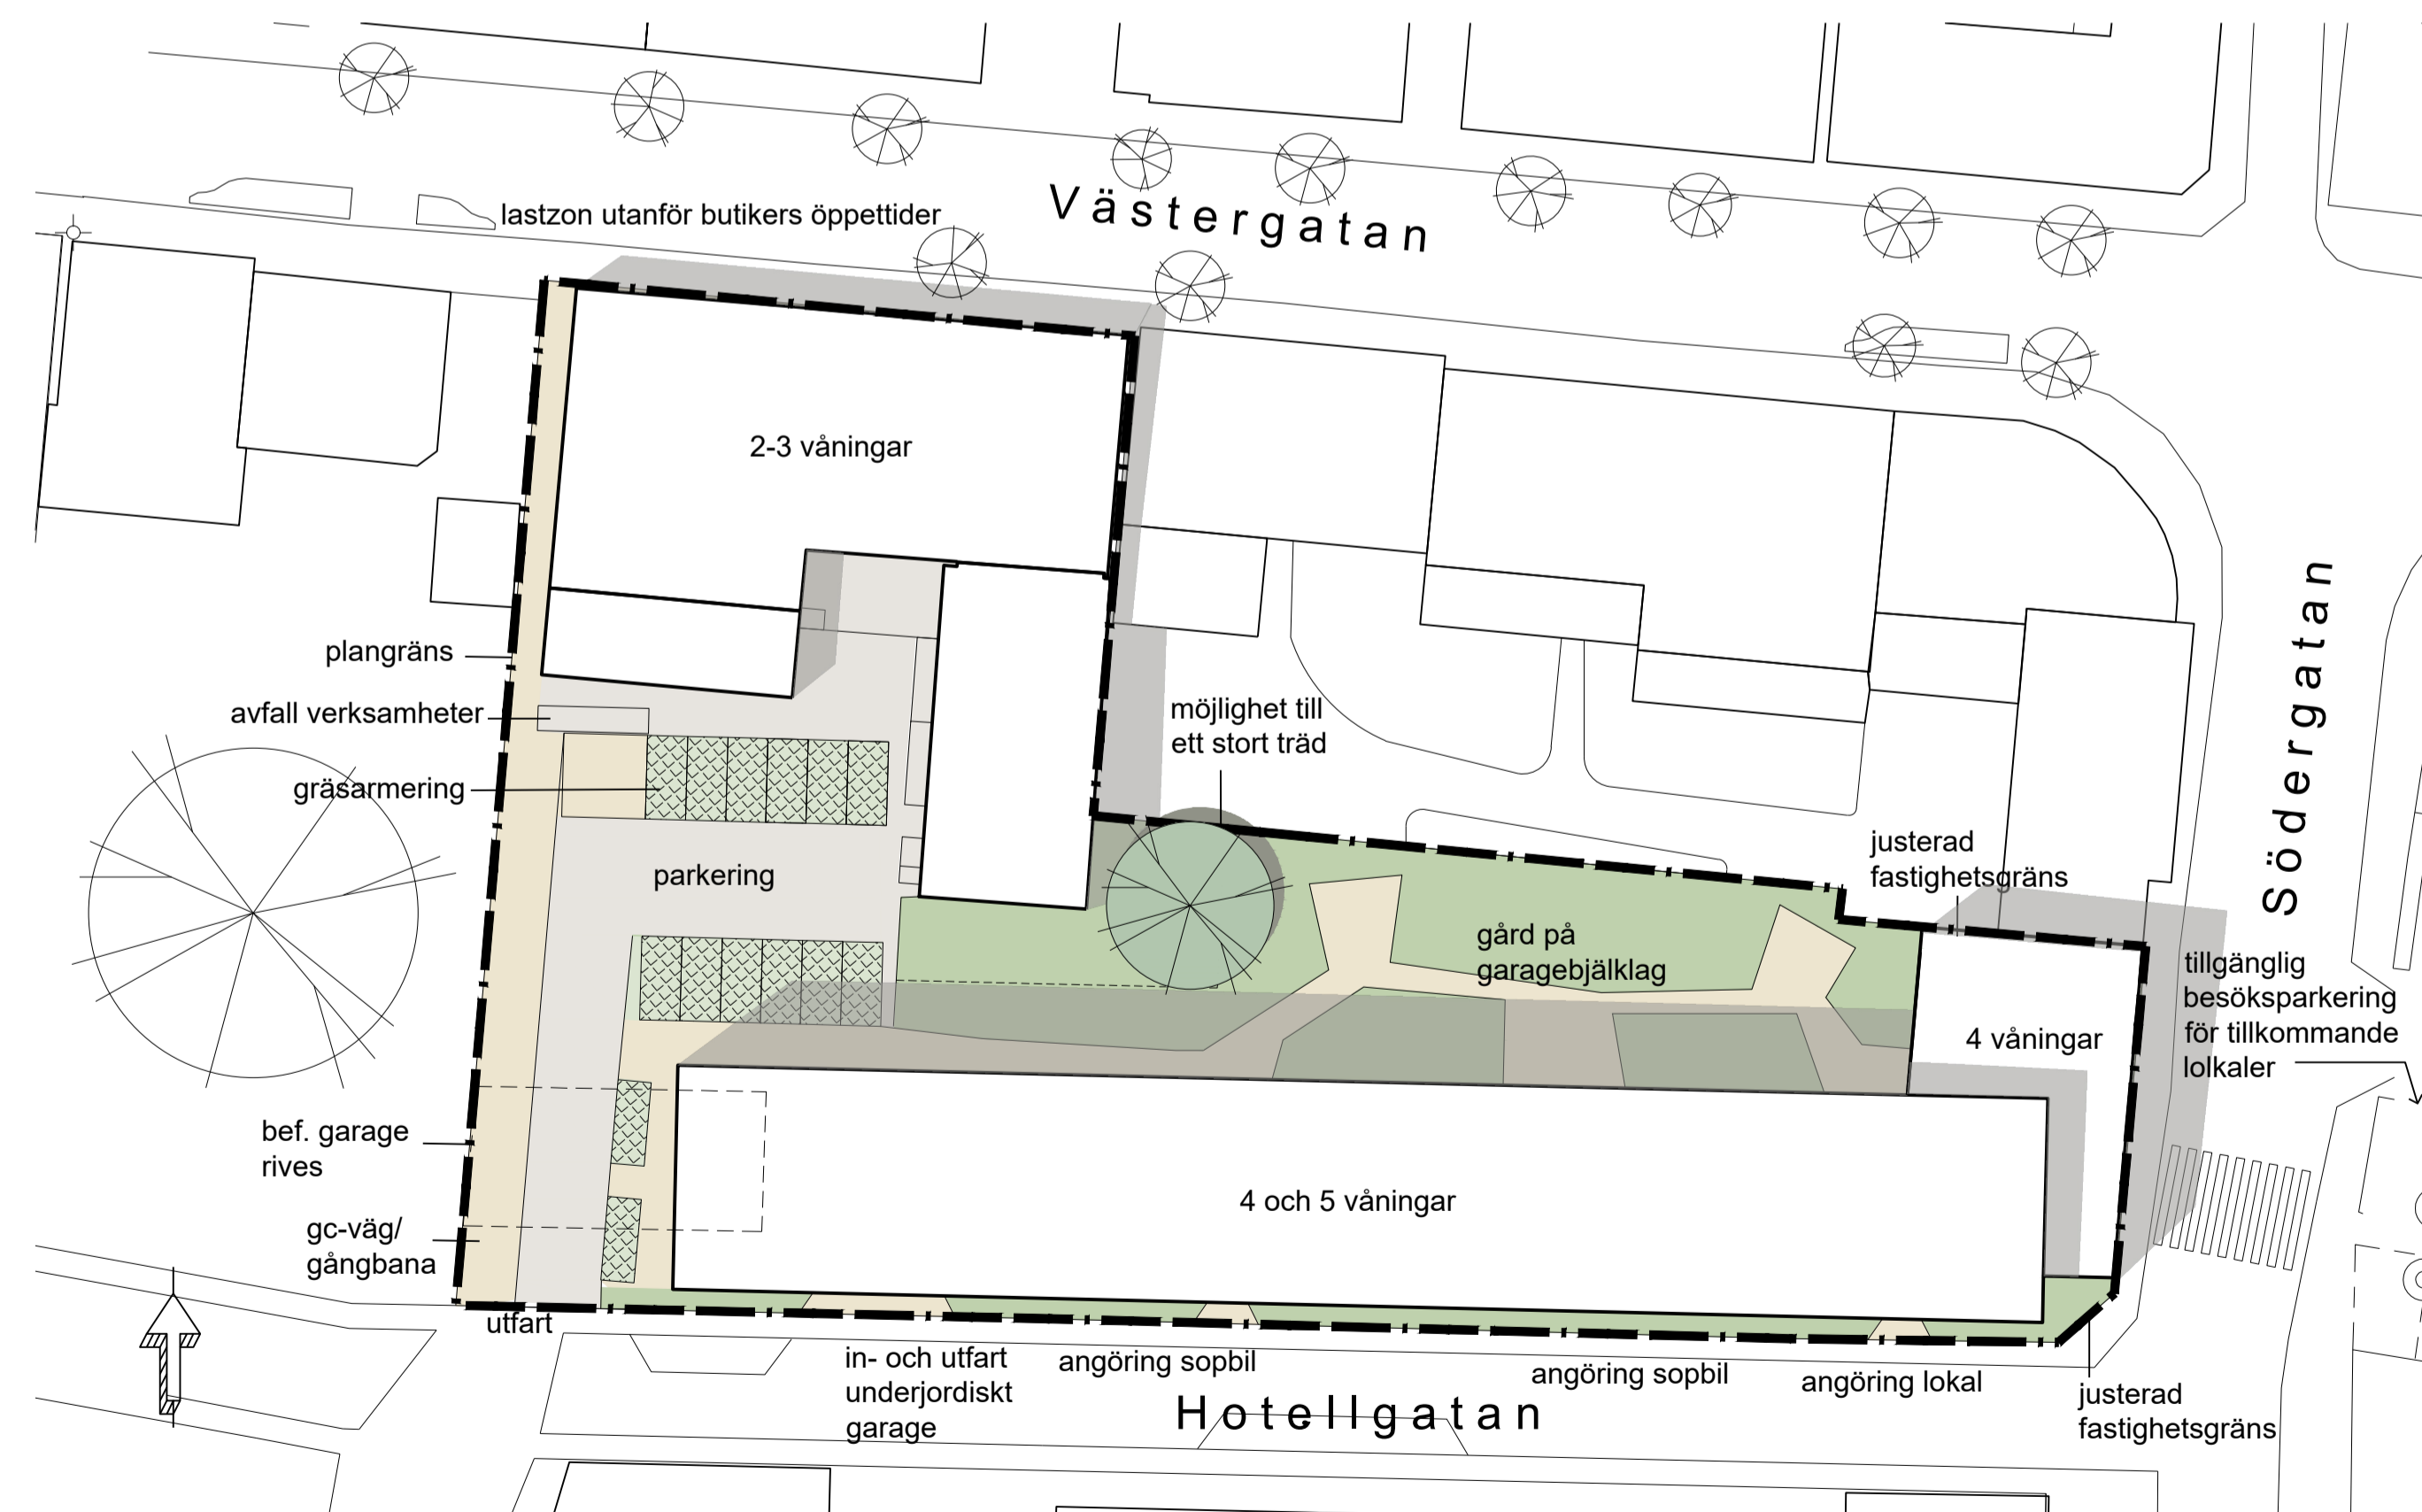 lastzon utanför butikers öppettider
Västergatan
2-3 våningar
plangräns
avfall verksamheter
möjlighet till
ett stort träd
gräsarmering
Södergatan
parkering
justerad
fastighetsgräns
gård på
garagebjälklag
tillgänglig
besöksparkering
för tillkommande
lolkaler
4 våningar
bef. garage
rives
4 och 5 våningar
gc-väg/
gångbana
utfart
in- och utfart
underjordiskt
garage
angöring sopbil
angöring sopbil
angöring lokal
justerad
fastighetsgräns
Hotellgatan